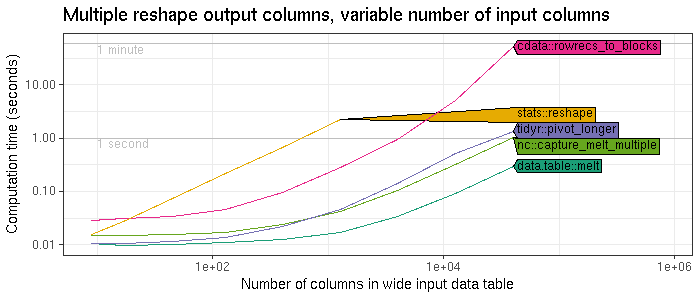 Multiple reshape output columns, variable number of input columns
Computation time (seconds)
10.00
1.00
0.10
0.01
1 minute
1 second
cdata::rowrecs_to_blocks
stats::reshape
tidyr::pivot_longer
nc::capture_melt_multiple
data.table::melt
1e+02
1e+04
1e+06
Number of columns in wide input data table